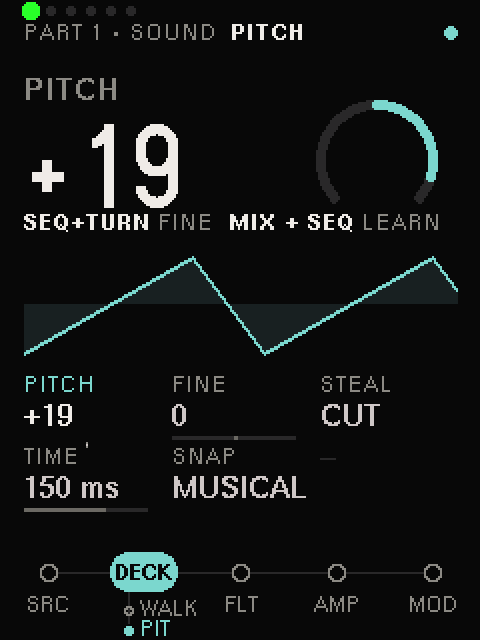 PART 1 · SOUND PITCH
PITCH
+19
SEQ+TURN FINE MIX + SEQ LEARN
PITCH FINE STEAL
+19 0 CUT
TIME' SNAP —
150 ms MUSICAL
DECK
SRC WALK FLT AMP MOD
PIT